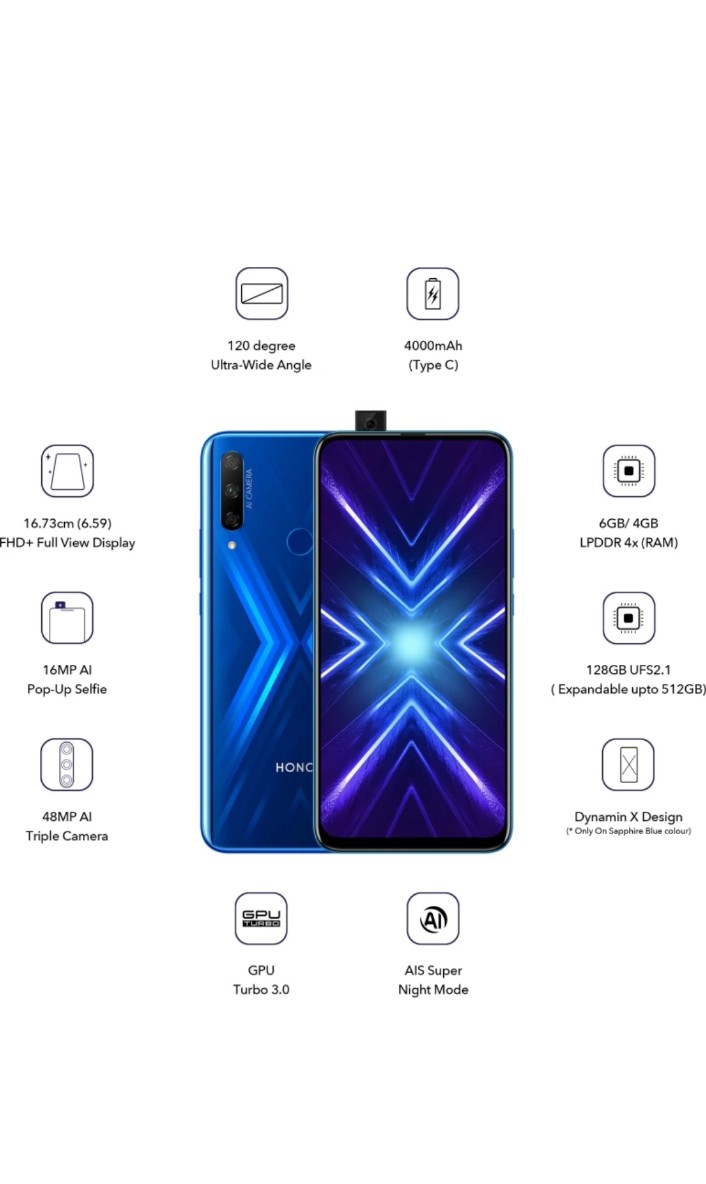 120 degree
Ultra-Wide Angle
4000mAh
(Type C)
AI CAMERA
16.73cm (6.59)
FHD+ Full View Display
6GB/ 4GB
LPDDR 4x (RAM)
16MP AI
Pop-Up Selfie
128GB UFS2.1
( Expandable upto 512GB)
HONC
48MP AI
Triple Camera
Dynamin X Design
(* Only On Sapphire Blue colour)
GPU
TURBO
GPU
Turbo 3.0
AI
AIS Super
Night Mode